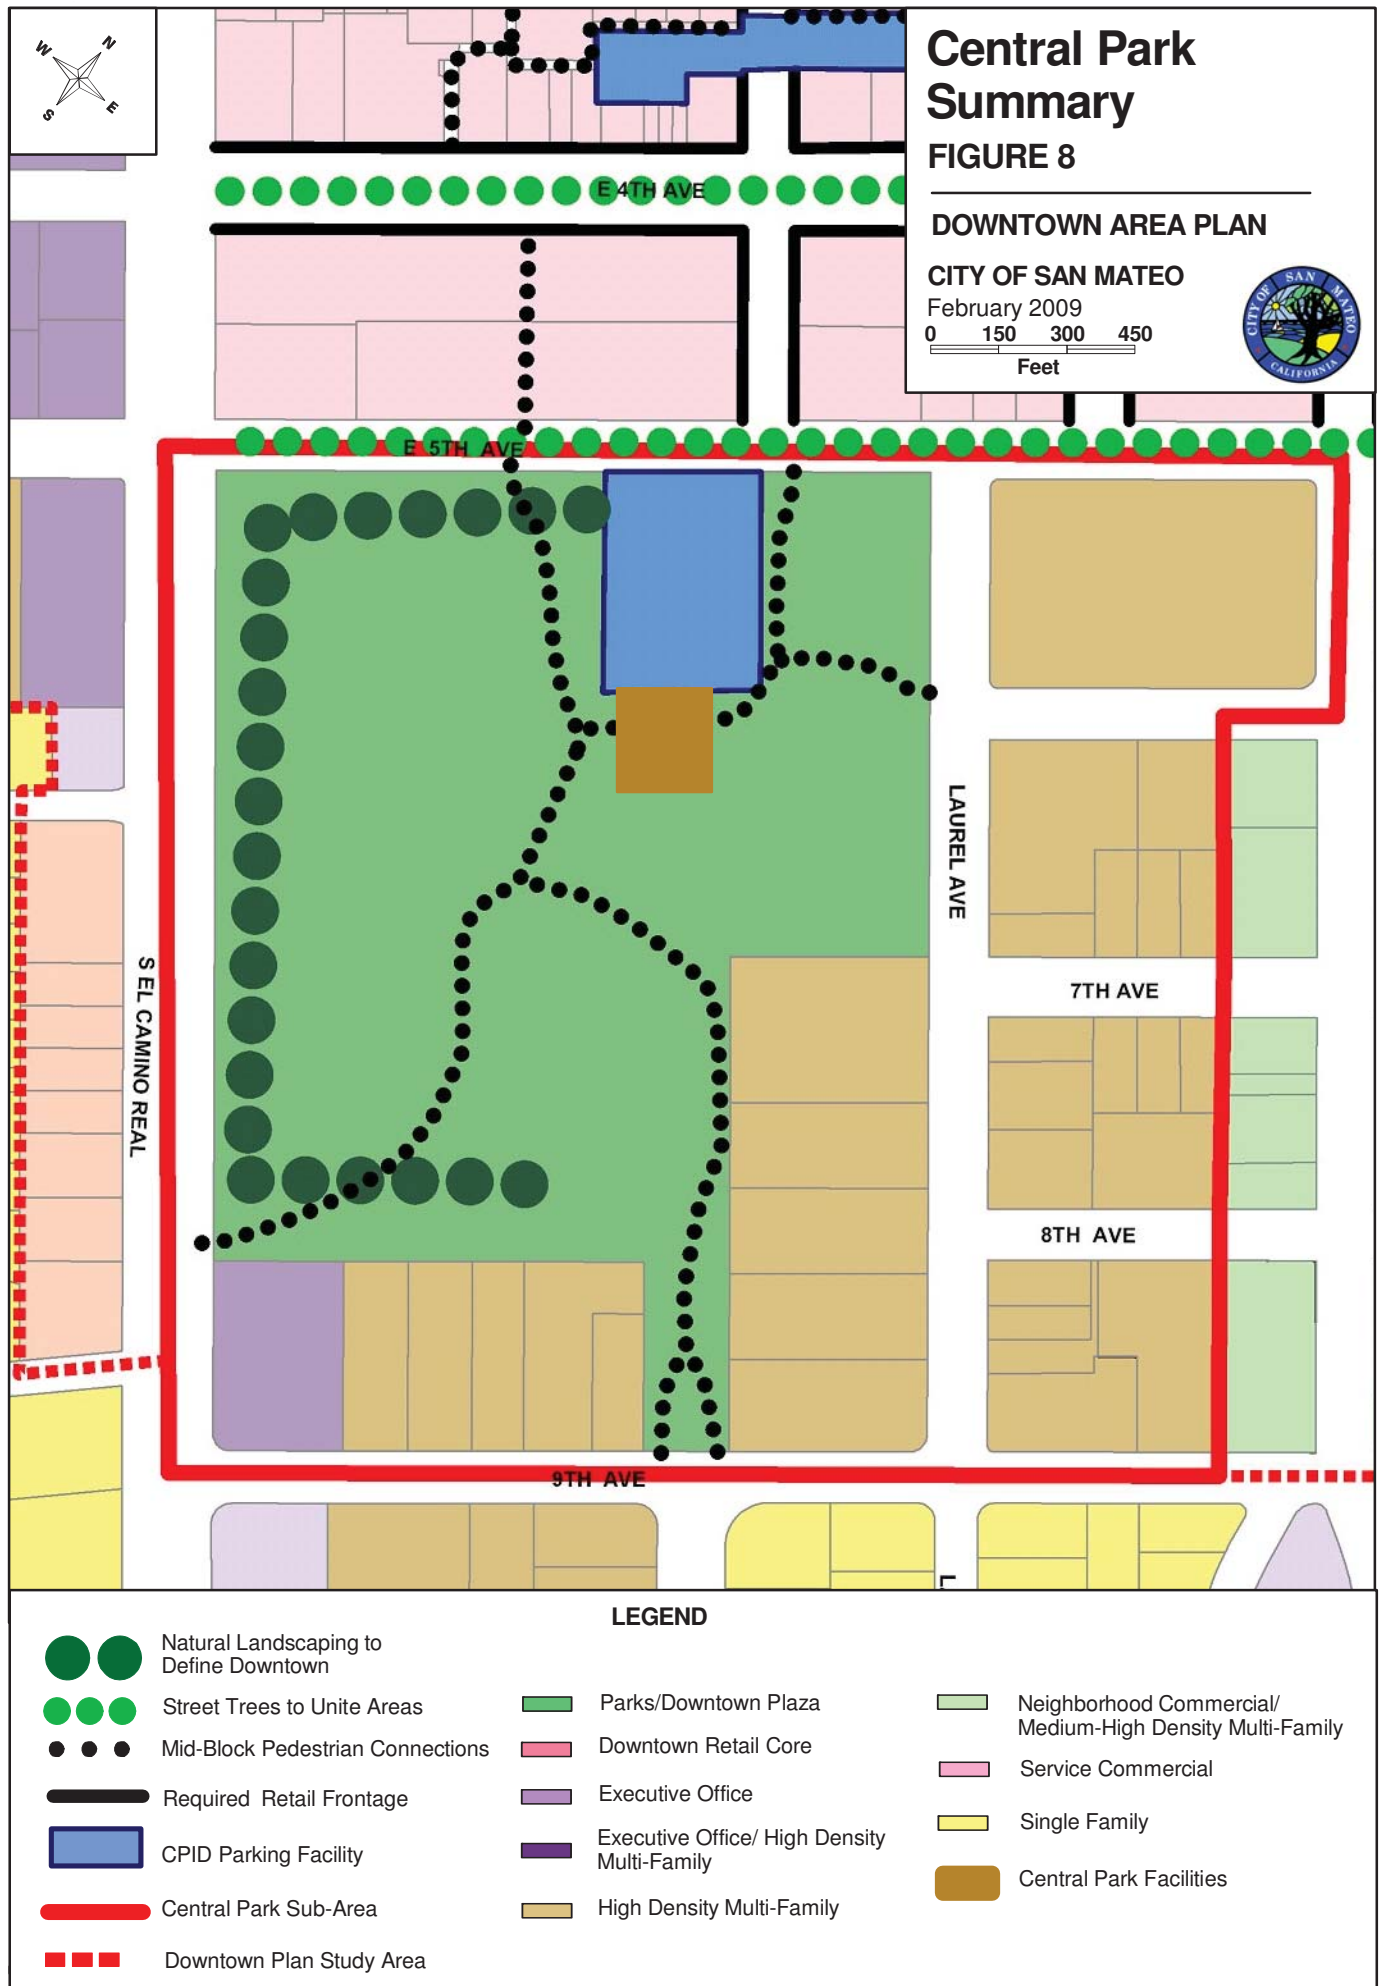 W
N
S
E
Central Park
Summary
FIGURE 8
DOWNTOWN AREA PLAN
CITY OF SAN MATEO
February 2009
0 150 300 450
Feet
CITY OF SAN MATEO
CALIFORNIA
E 4TH AVE
E 5TH AVE
LAUREL AVE
S EL CAMINO REAL
7TH AVE
8TH AVE
9TH AVE
L
LEGEND
Natural Landscaping to
Define Downtown
Street Trees to Unite Areas
Mid-Block Pedestrian Connections
Required Retail Frontage
CPID Parking Facility
Central Park Sub-Area
Downtown Plan Study Area
Parks/Downtown Plaza
Downtown Retail Core
Executive Office
Executive Office/ High Density
Multi-Family
High Density Multi-Family
Neighborhood Commercial/
Medium-High Density Multi-Family
Service Commercial
Single Family
Central Park Facilities